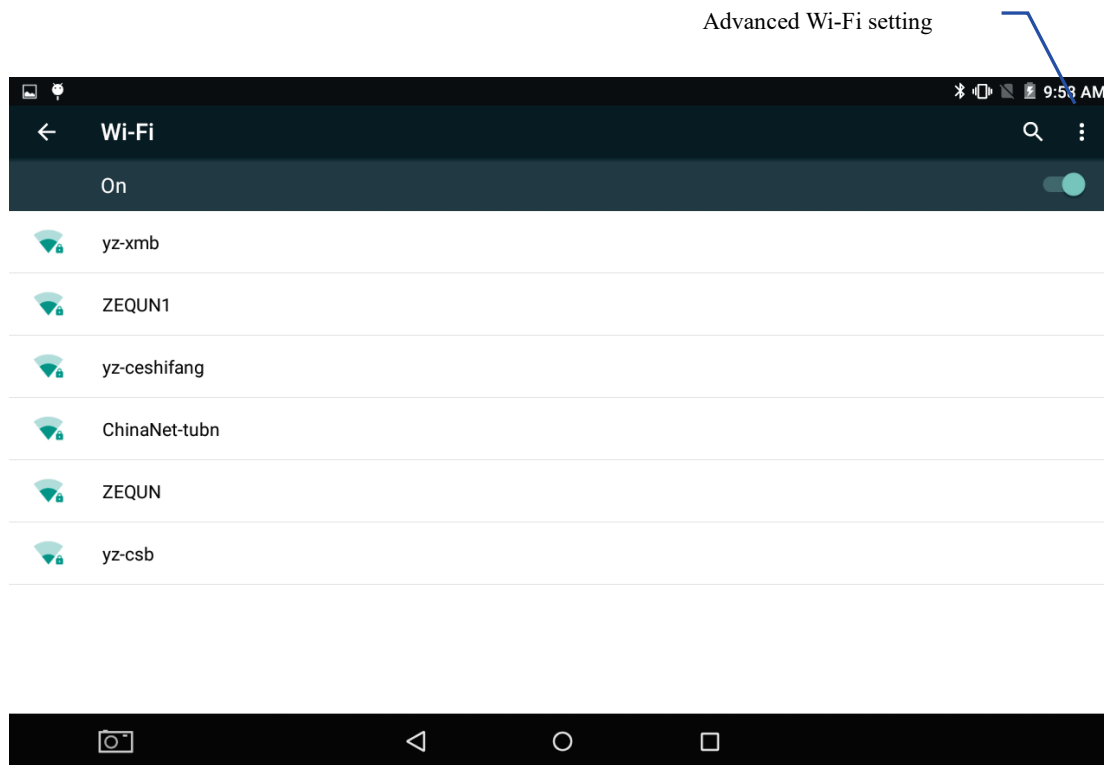 Advanced Wi-Fi setting
9:53 AM
Wi-Fi
On
yz-xmb
ZEQUN1
yz-ceshifang
ChinaNet-tubn
ZEQUN
yz-csb